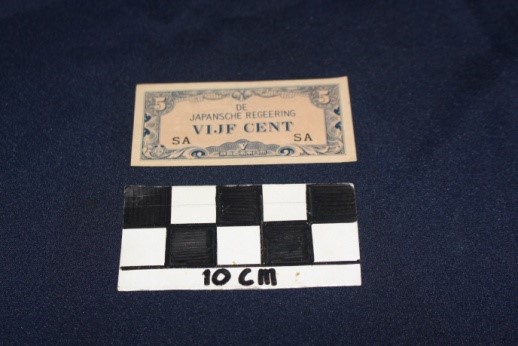 5 5
DE
JAPANSCHE REGEERING
VIJF CENT
SA SA
10 CM